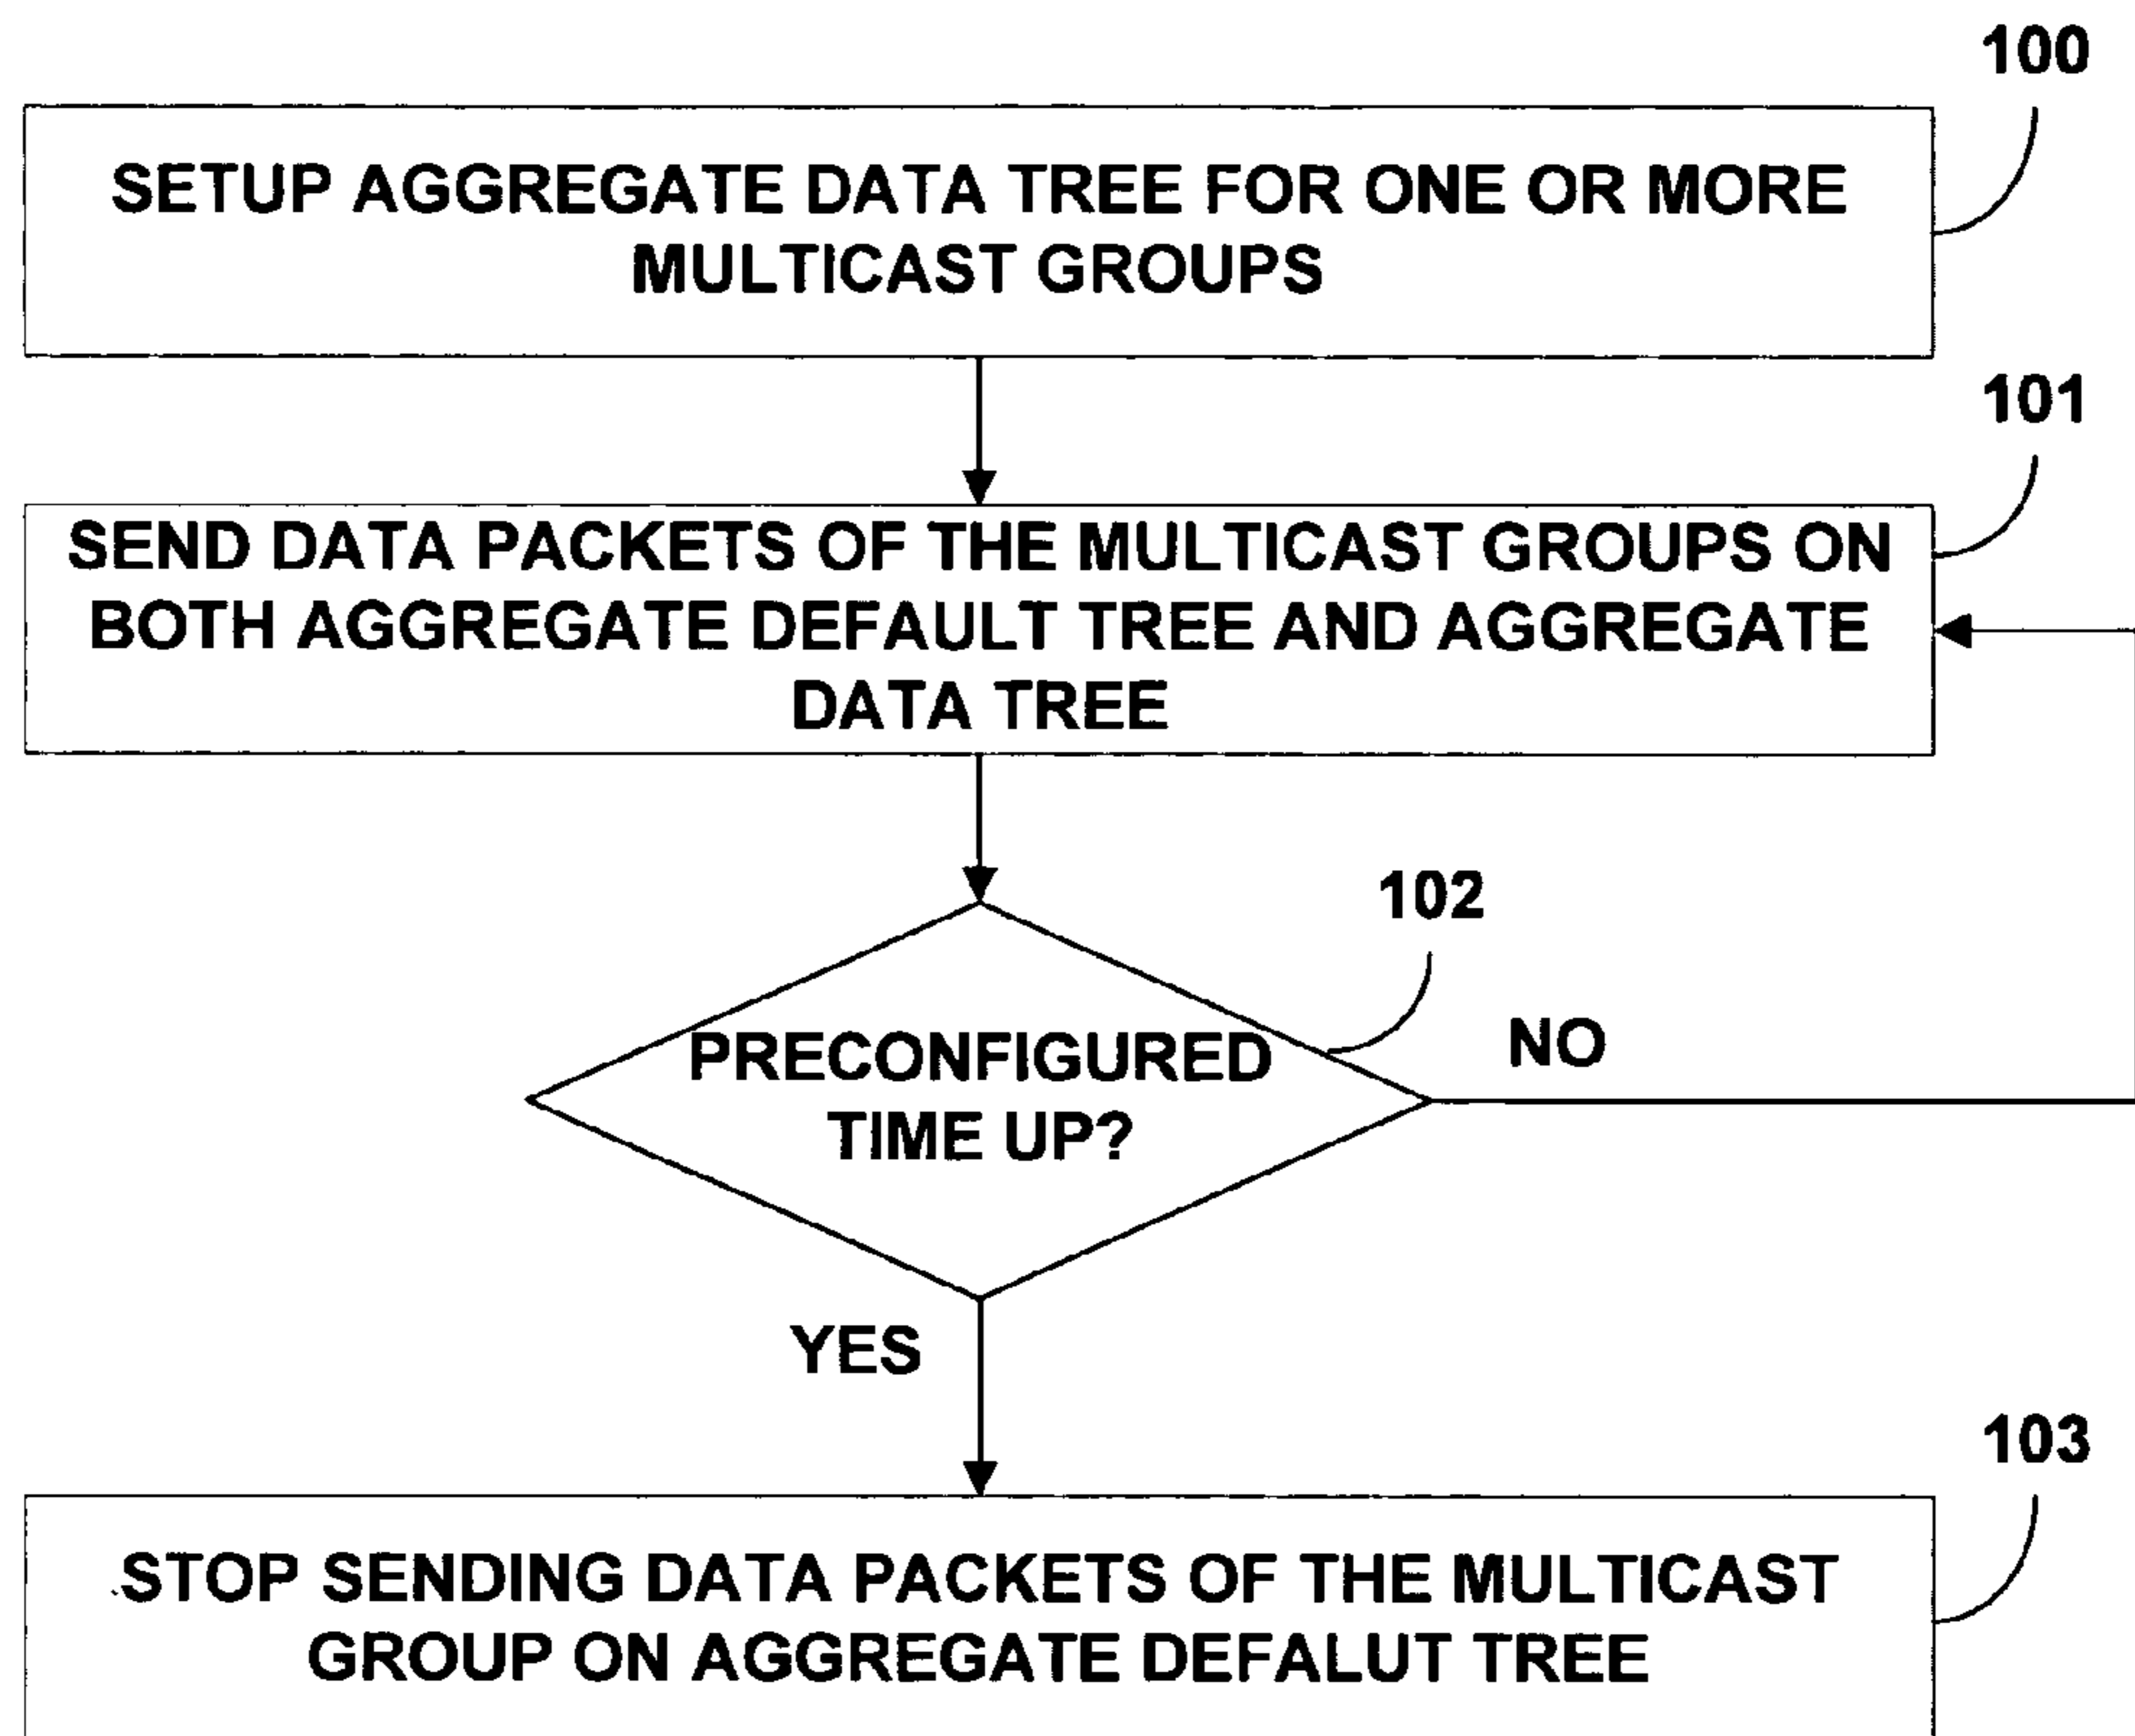 100
SETUP AGGREGATE DATA TREE FOR ONE OR MORE
MULTICAST GROUPS
101
SEND DATA PACKETS OF THE MULTICAST GROUPS ON
BOTH AGGREGATE DEFAULT TREE AND AGGREGATE
DATA TREE
102
PRECONFIGURED
TIME UP?
NO
YES
103
STOP SENDING DATA PACKETS OF THE MULTICAST
GROUP ON AGGREGATE DEFALUT TREE